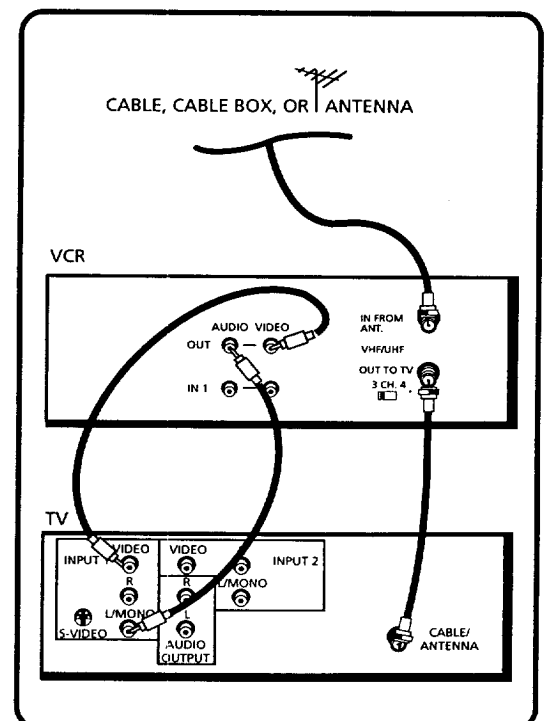 CABLE, CABLE BOX, OR ANTENNA
VCR
AUDIO VIDEO
OUT
IN 1
IN FROM
ANT.
VHF/UHF
OUT TO TV
3 CH. 4
TV
INPUT 1
VIDEO
R
L/MONO
S-VIDEO
VIDEO
R
L
AUDIO
OUTPUT
INPUT 2
L/MONO
CABLE/
ANTENNA